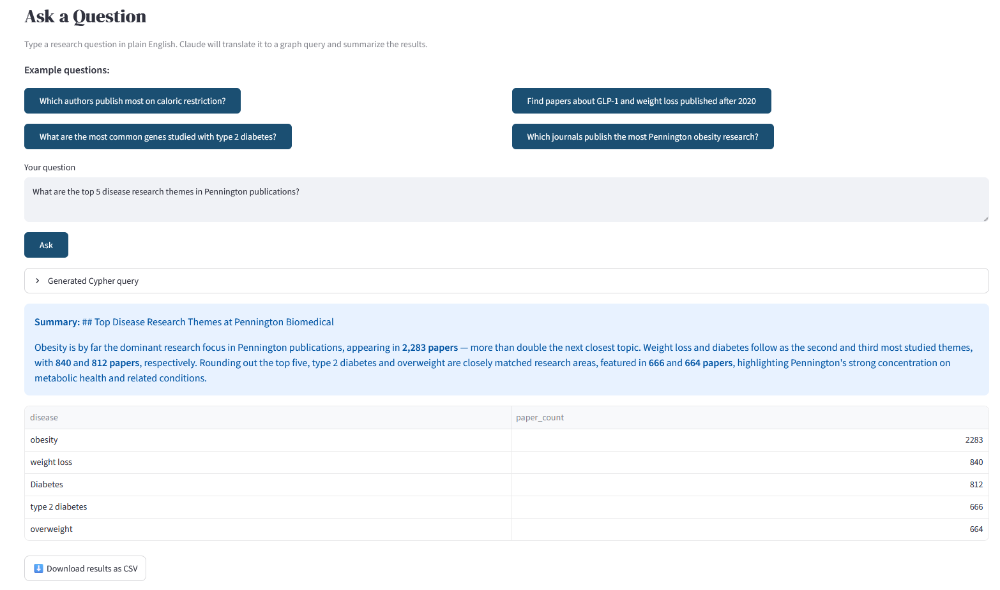 Ask a Question
Type a research question in plain English. Claude will translate it to a graph query and summarize the results.
Example questions:
Which authors publish most on caloric restriction?
Find papers about GLP-1 and weight loss published after 2020
What are the most common genes studied with type 2 diabetes?
Which journals publish the most Pennington obesity research?
Your question
What are the top 5 disease research themes in Pennington publications?
Ask
Generated Cypher query
Summary: ## Top Disease Research Themes at Pennington Biomedical
Obesity is by far the dominant research focus in Pennington publications, appearing in 2,283 papers — more than double the next closest topic. Weight loss and diabetes follow as the second and third most studied themes,
with 840 and 812 papers, respectively. Rounding out the top five, type 2 diabetes and overweight are closely matched research areas, featured in 666 and 664 papers, highlighting Pennington's strong concentration on
metabolic health and related conditions.
disease paper_count
obesity 2283
weight loss 840
Diabetes 812
type 2 diabetes 666
overweight 664
Download results as CSV